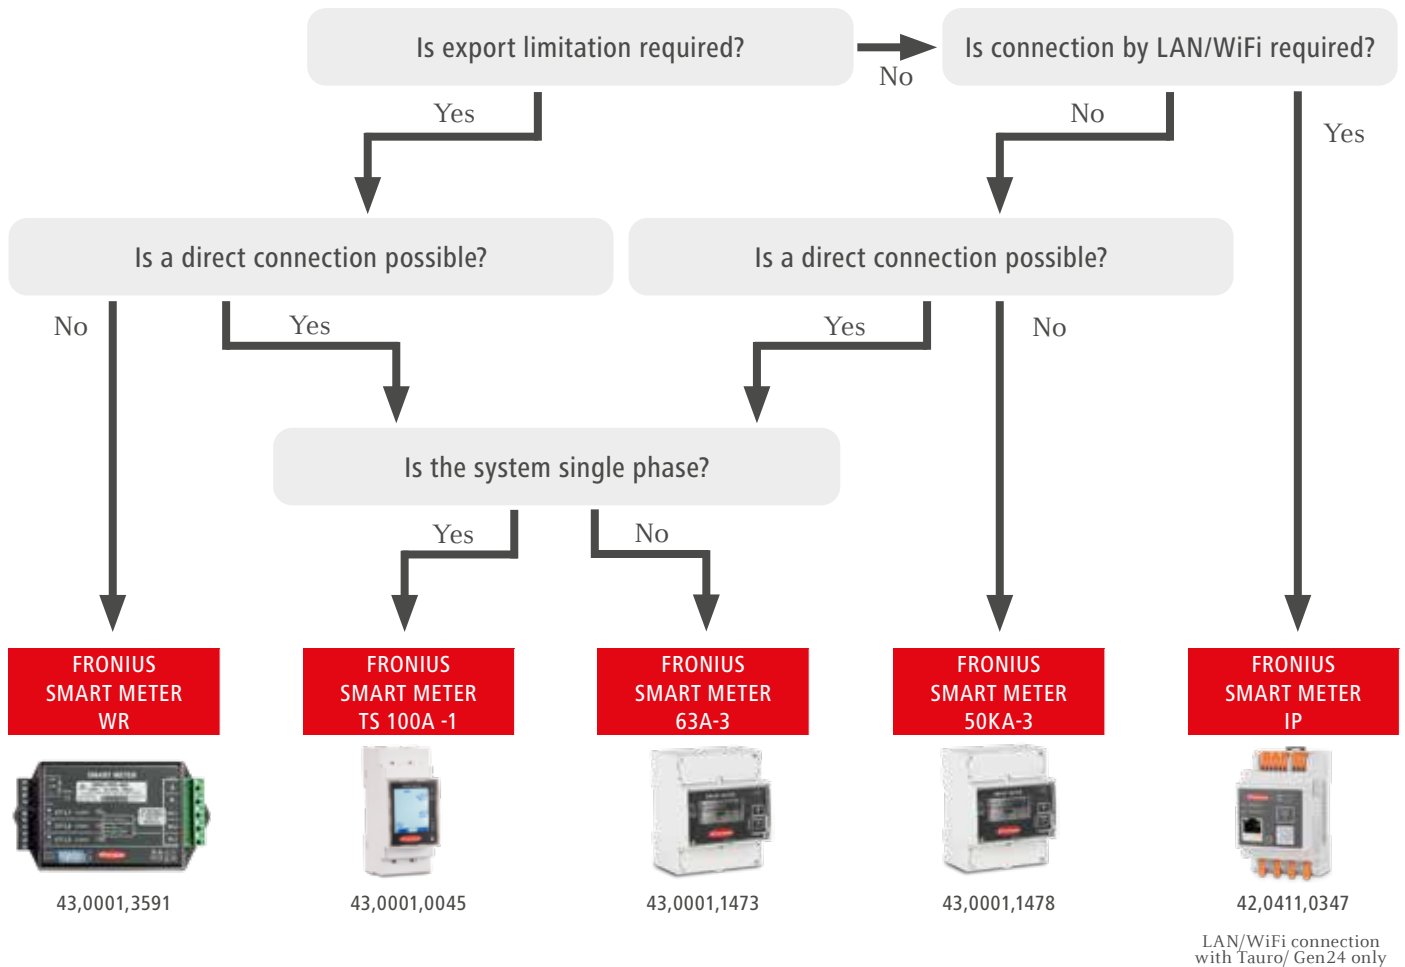 Is export limitation required?
No
Is connection by LAN/WiFi required?
Yes
No
Yes
Is a direct connection possible?
Is a direct connection possible?
No
Yes
Yes
No
Is the system single phase?
Yes
No
FRONIUS
SMART METER
WR
FRONIUS
SMART METER
TS 100A -1
FRONIUS
SMART METER
63A-3
FRONIUS
SMART METER
50KA-3
FRONIUS
SMART METER
IP
SMART METER
43,0001,3591
43,0001,0045
43,0001,1473
43,0001,1478
42,0411,0347
LAN/WiFi connection
with Tauro/ Gen24 only